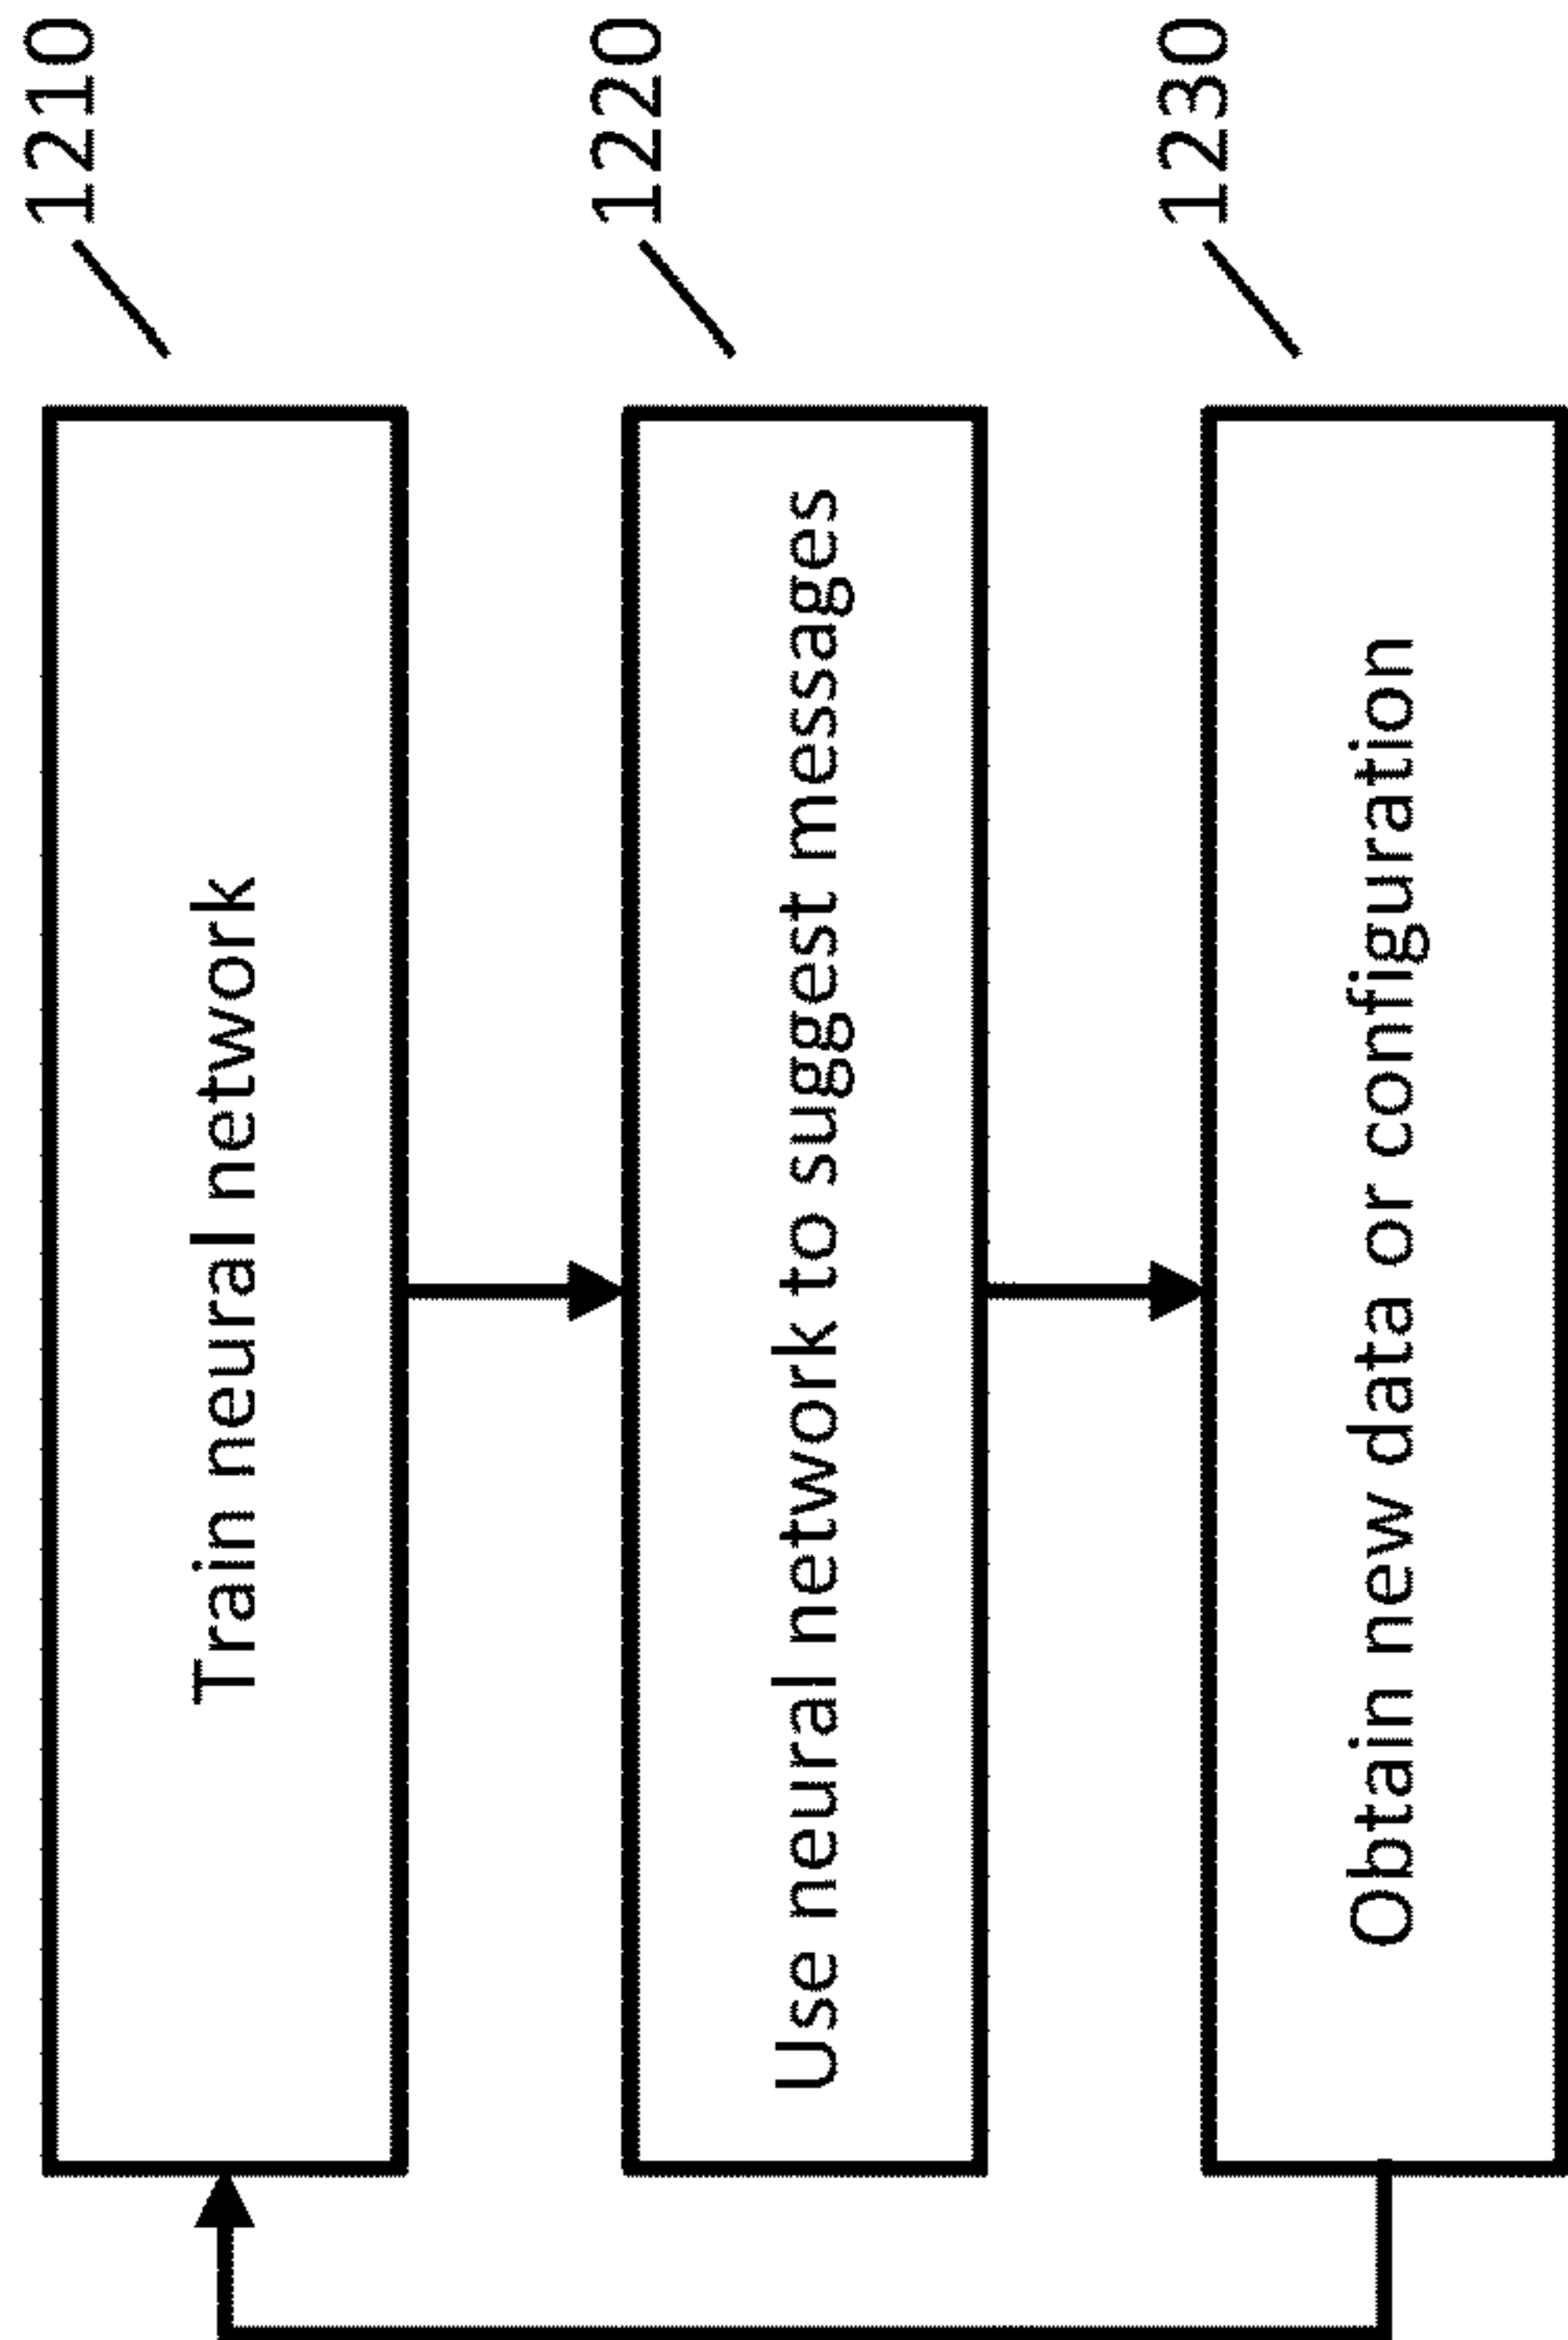 Train neural network
1210
Use neural network to suggest messages
1220
Obtain new data or configuration
1230